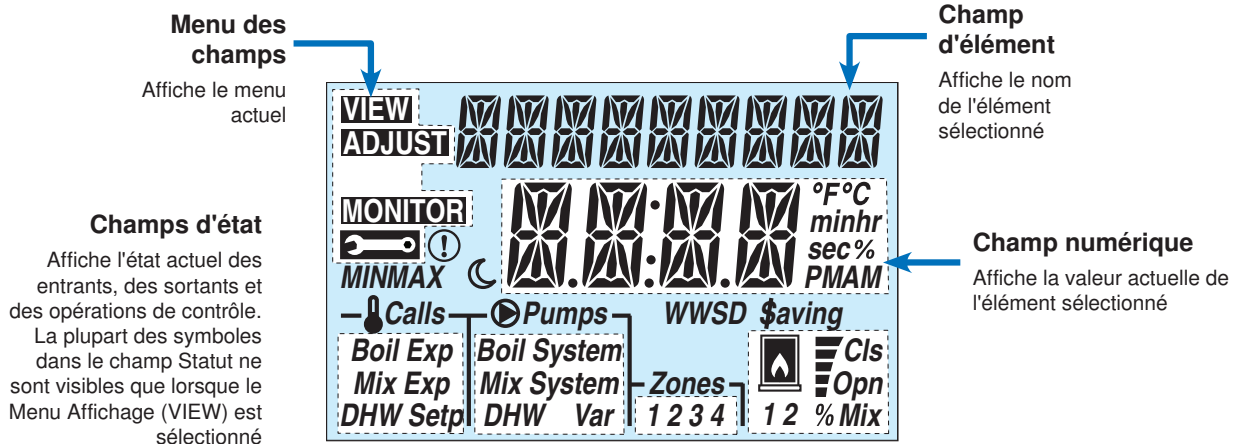 Menu des
champs
Affiche le menu
actuel
Champ
d'élément
Affiche le nom
de l'élément
sélectionné
VIEW
ADJUST
MONITOR
MINMAX
°F°C
minhr
sec%
PMAM
Champs d'état
Affiche l'état actuel des
entrants, des sortants et
des opérations de contrôle.
La plupart des symboles
dans le champ Statut ne
sont visibles que lorsque le
Menu Affichage (VIEW) est
sélectionné
Champ numérique
Affiche la valeur actuelle de
l'élément sélectionné
Calls
Pumps
WWSD $aving
Boil Exp
Mix Exp
DHW Setp
Boil System
Mix System
DHW Var
Zones
1 2 3 4
Cls
Opn
1 2 % Mix